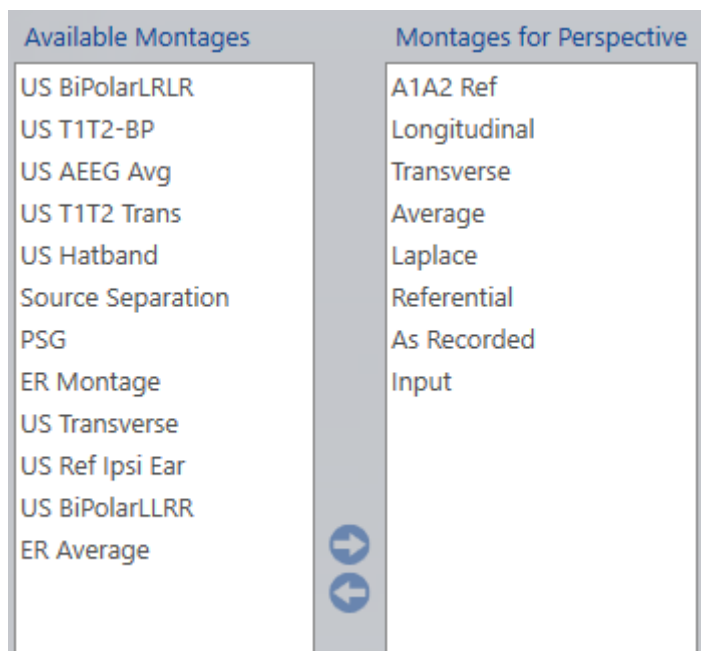 Available Montages
US BiPolarLRLR
US T1T2-BP
US AEEG Avg
US T1T2 Trans
US Hatband
Source Separation
PSG
ER Montage
US Transverse
US Ref Ipsi Ear
US BiPolarLLRR
ER Average
Montages for Perspective
A1A2 Ref
Longitudinal
Transverse
Average
Laplace
Referential
As Recorded
Input